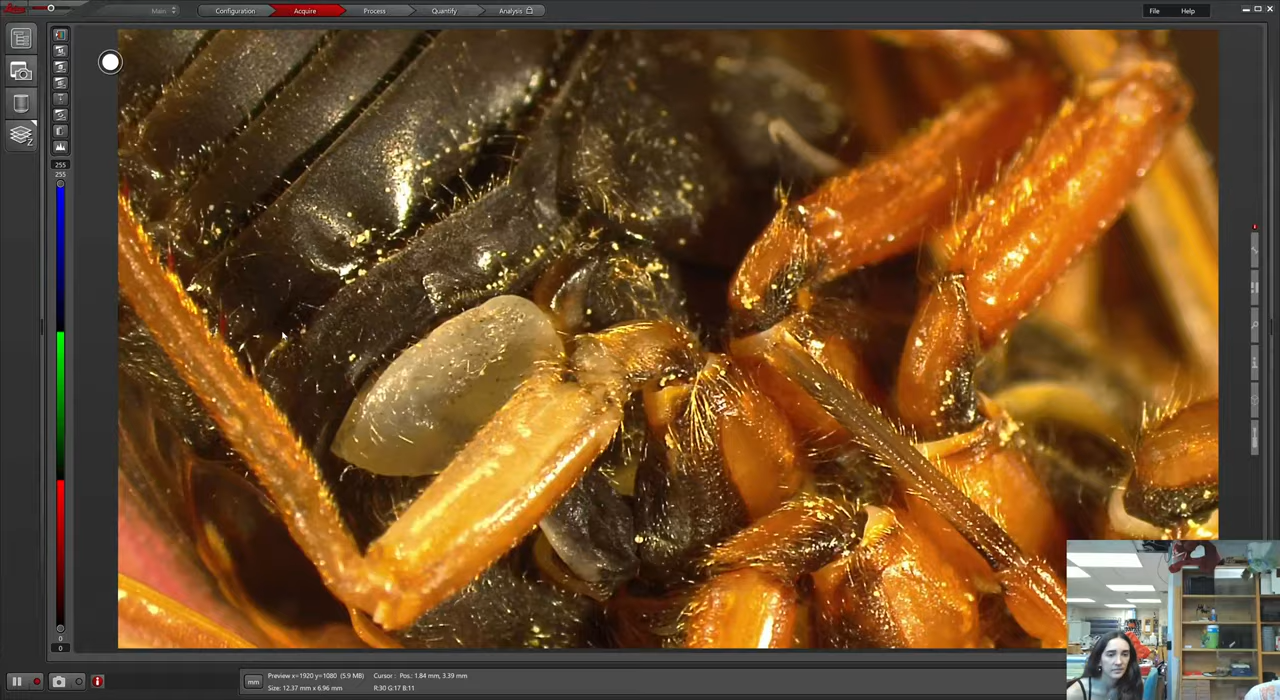 Main
Configuration
Acquire
Process
Quantify
Analysis
File
Help
255
255
0
0
mm
Preview x=1920 y=1080 (5.9 MB)
Size: 12.37 mm x 6.96 mm
Cursor : Pos.: 1.84 mm, 3.39 mm
R:30 G:17 B:11